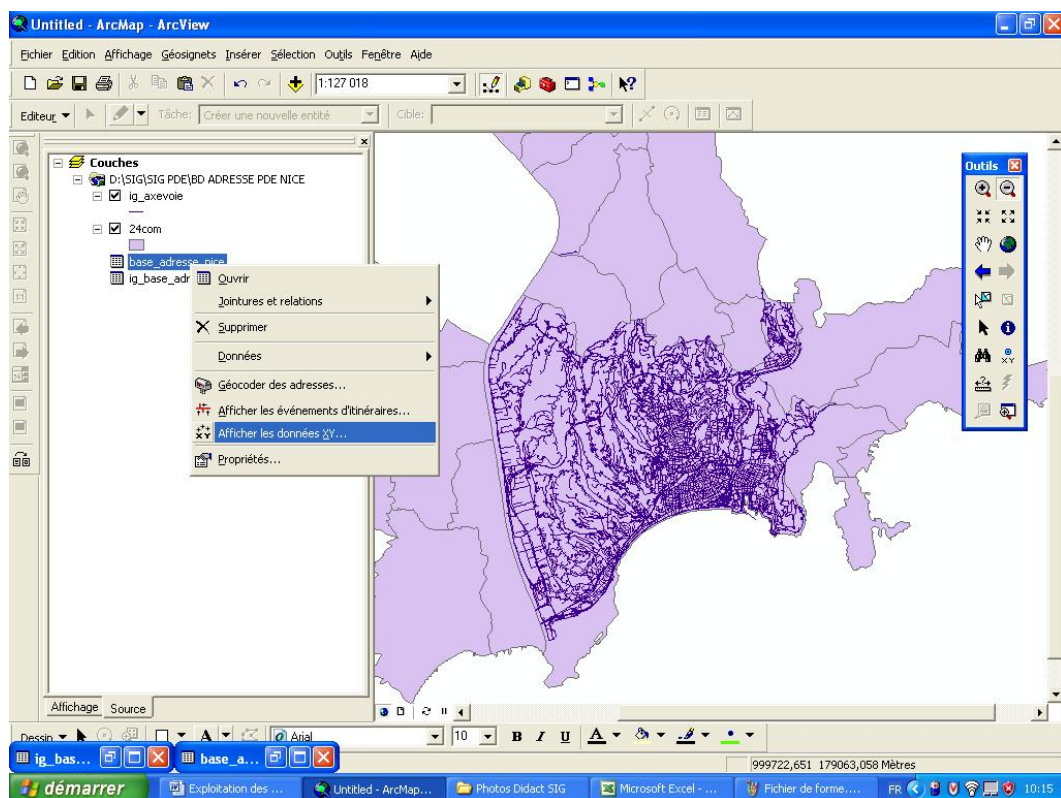 Untitled - ArcMap - ArcView
Fichier Edition Affichage Géosignets Insérer Sélection Outils Fenêtre Aide
1:127 018
Editeur Tâche: Créer une nouvelle entité Cible:
Couches
D:\SIG\SIG PDE\BD ADRESSE PDE NICE
ig_axevoie
24com
base_adresse_nice
ig_base_adr
Ouvrir
Jointures et relations
Supprimer
Données
Géocoder des adresses...
Afficher les événements d'itinéraires...
Afficher les données XY...
Propriétés...
Outils
Affichage Source
Dessin A Arial 10 B I U A
ig_bas... base_a...
999722,651 179063,058 Mètres
démarrer Exploitation des ... Untitled - ArcMap... Photos Didact SIG Microsoft Excel - ... Fichier de forme.... FR 10:15